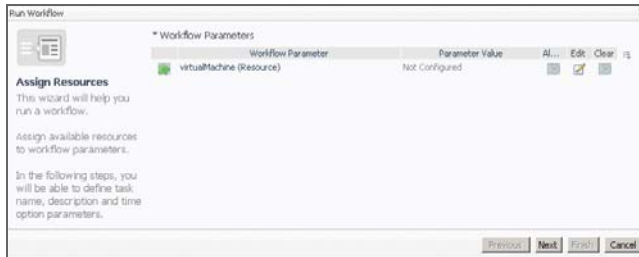 Run Workflow
* Workflow Parameters
Workflow Parameter Parameter Value Al... Edit Clear
virtualMachine (Resource) Not Configured
Assign Resources
This wizard will help you
run a workflow.
Assign available resources
to workflow parameters.
In the following steps, you
will be able to define task
name, description and time
option parameters.
Previous Next Finish Cancel